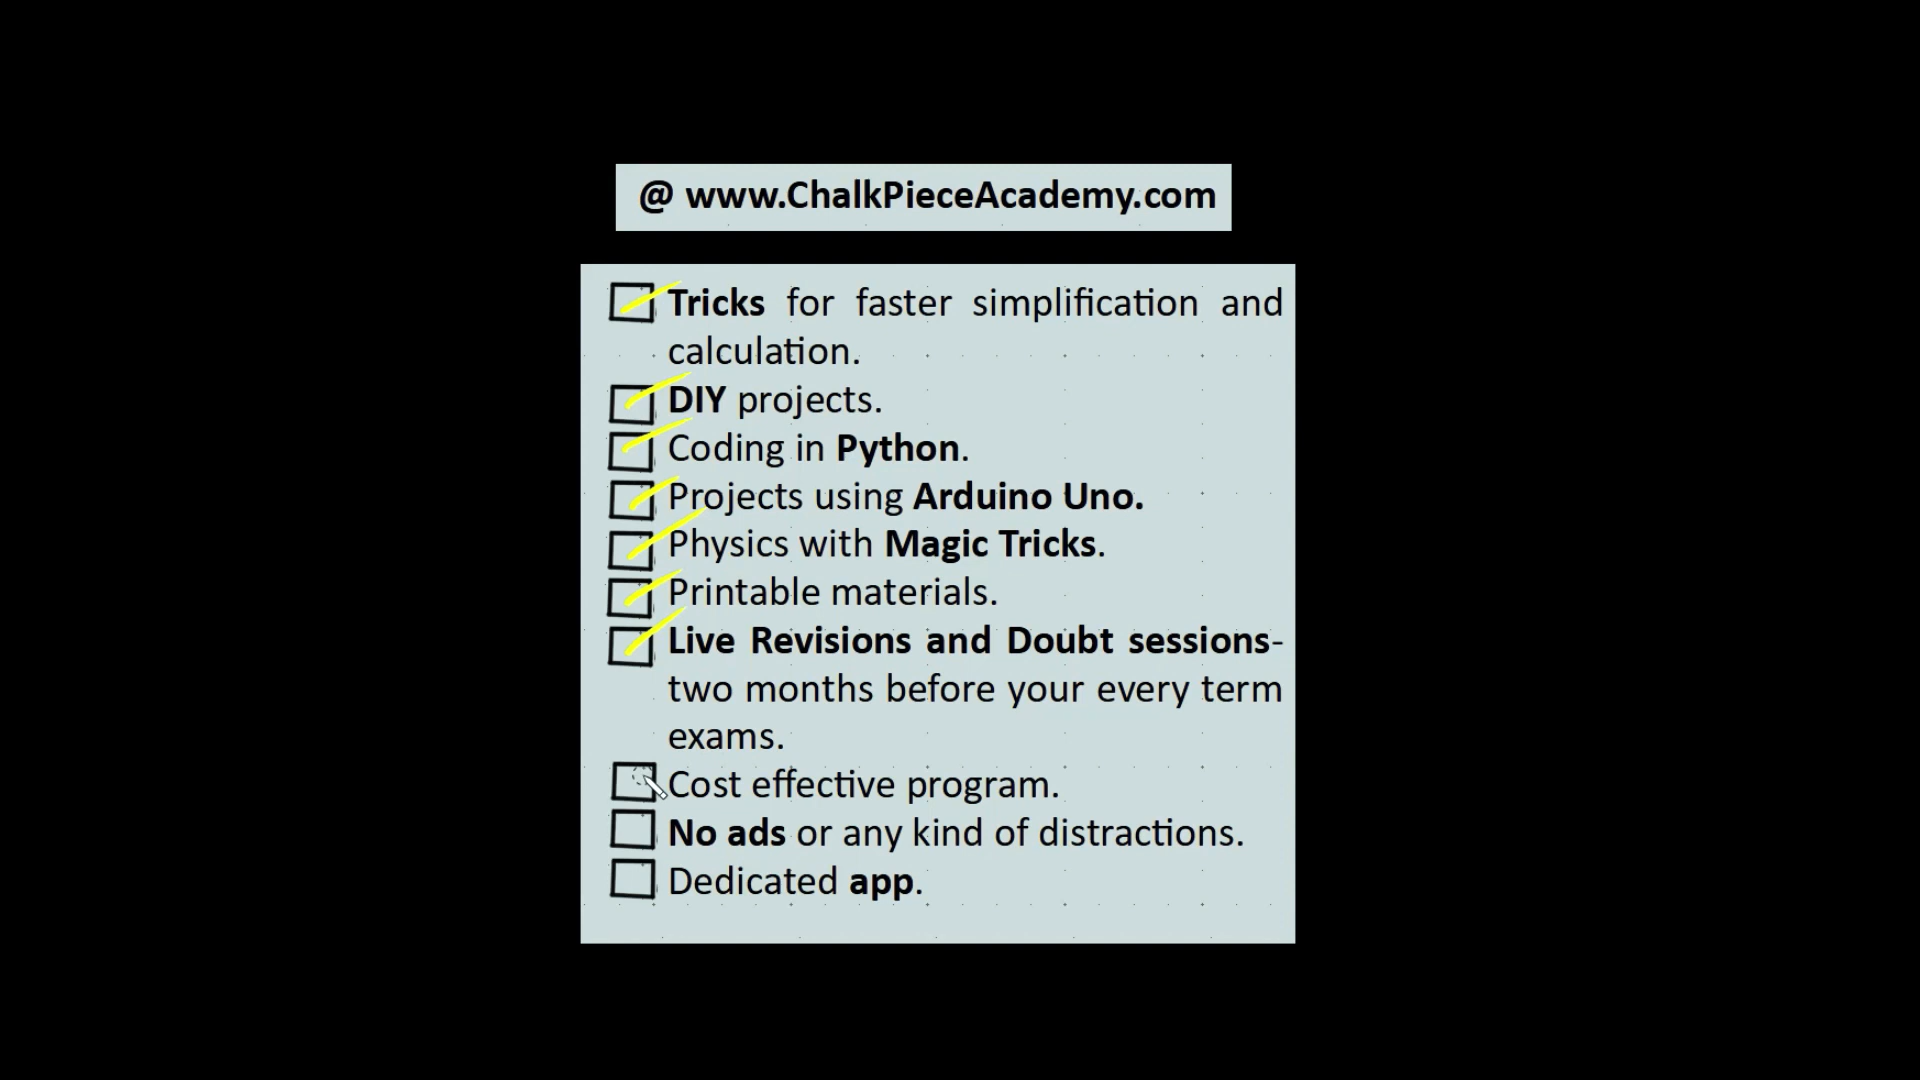 @ www.ChalkPieceAcademy.com
Tricks for faster simplification and
calculation.
DIY projects.
Coding in Python.
Projects using Arduino Uno.
Physics with Magic Tricks.
Printable materials.
Live Revisions and Doubt sessions-
two months before your every term
exams.
Cost effective program.
No ads or any kind of distractions.
Dedicated app.